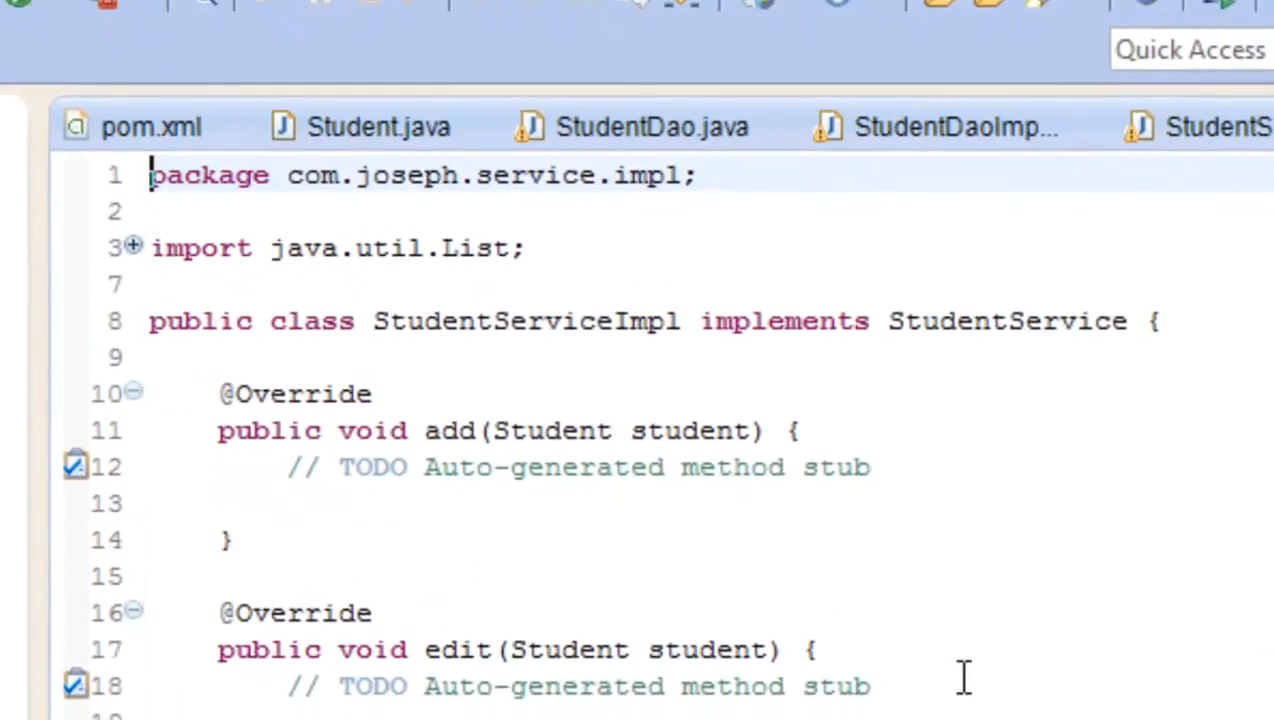 Quick Access
pom.xml Student.java StudentDao.java StudentDaoImp... StudentS
1 package com.joseph.service.impl;
2
3 import java.util.List;
7
8 public class StudentServiceImpl implements StudentService {
9
10 @Override
11 public void add(Student student) {
12 // TODO Auto-generated method stub
13
14 }
15
16 @Override
17 public void edit(Student student) {
18 // TODO Auto-generated method stub
19